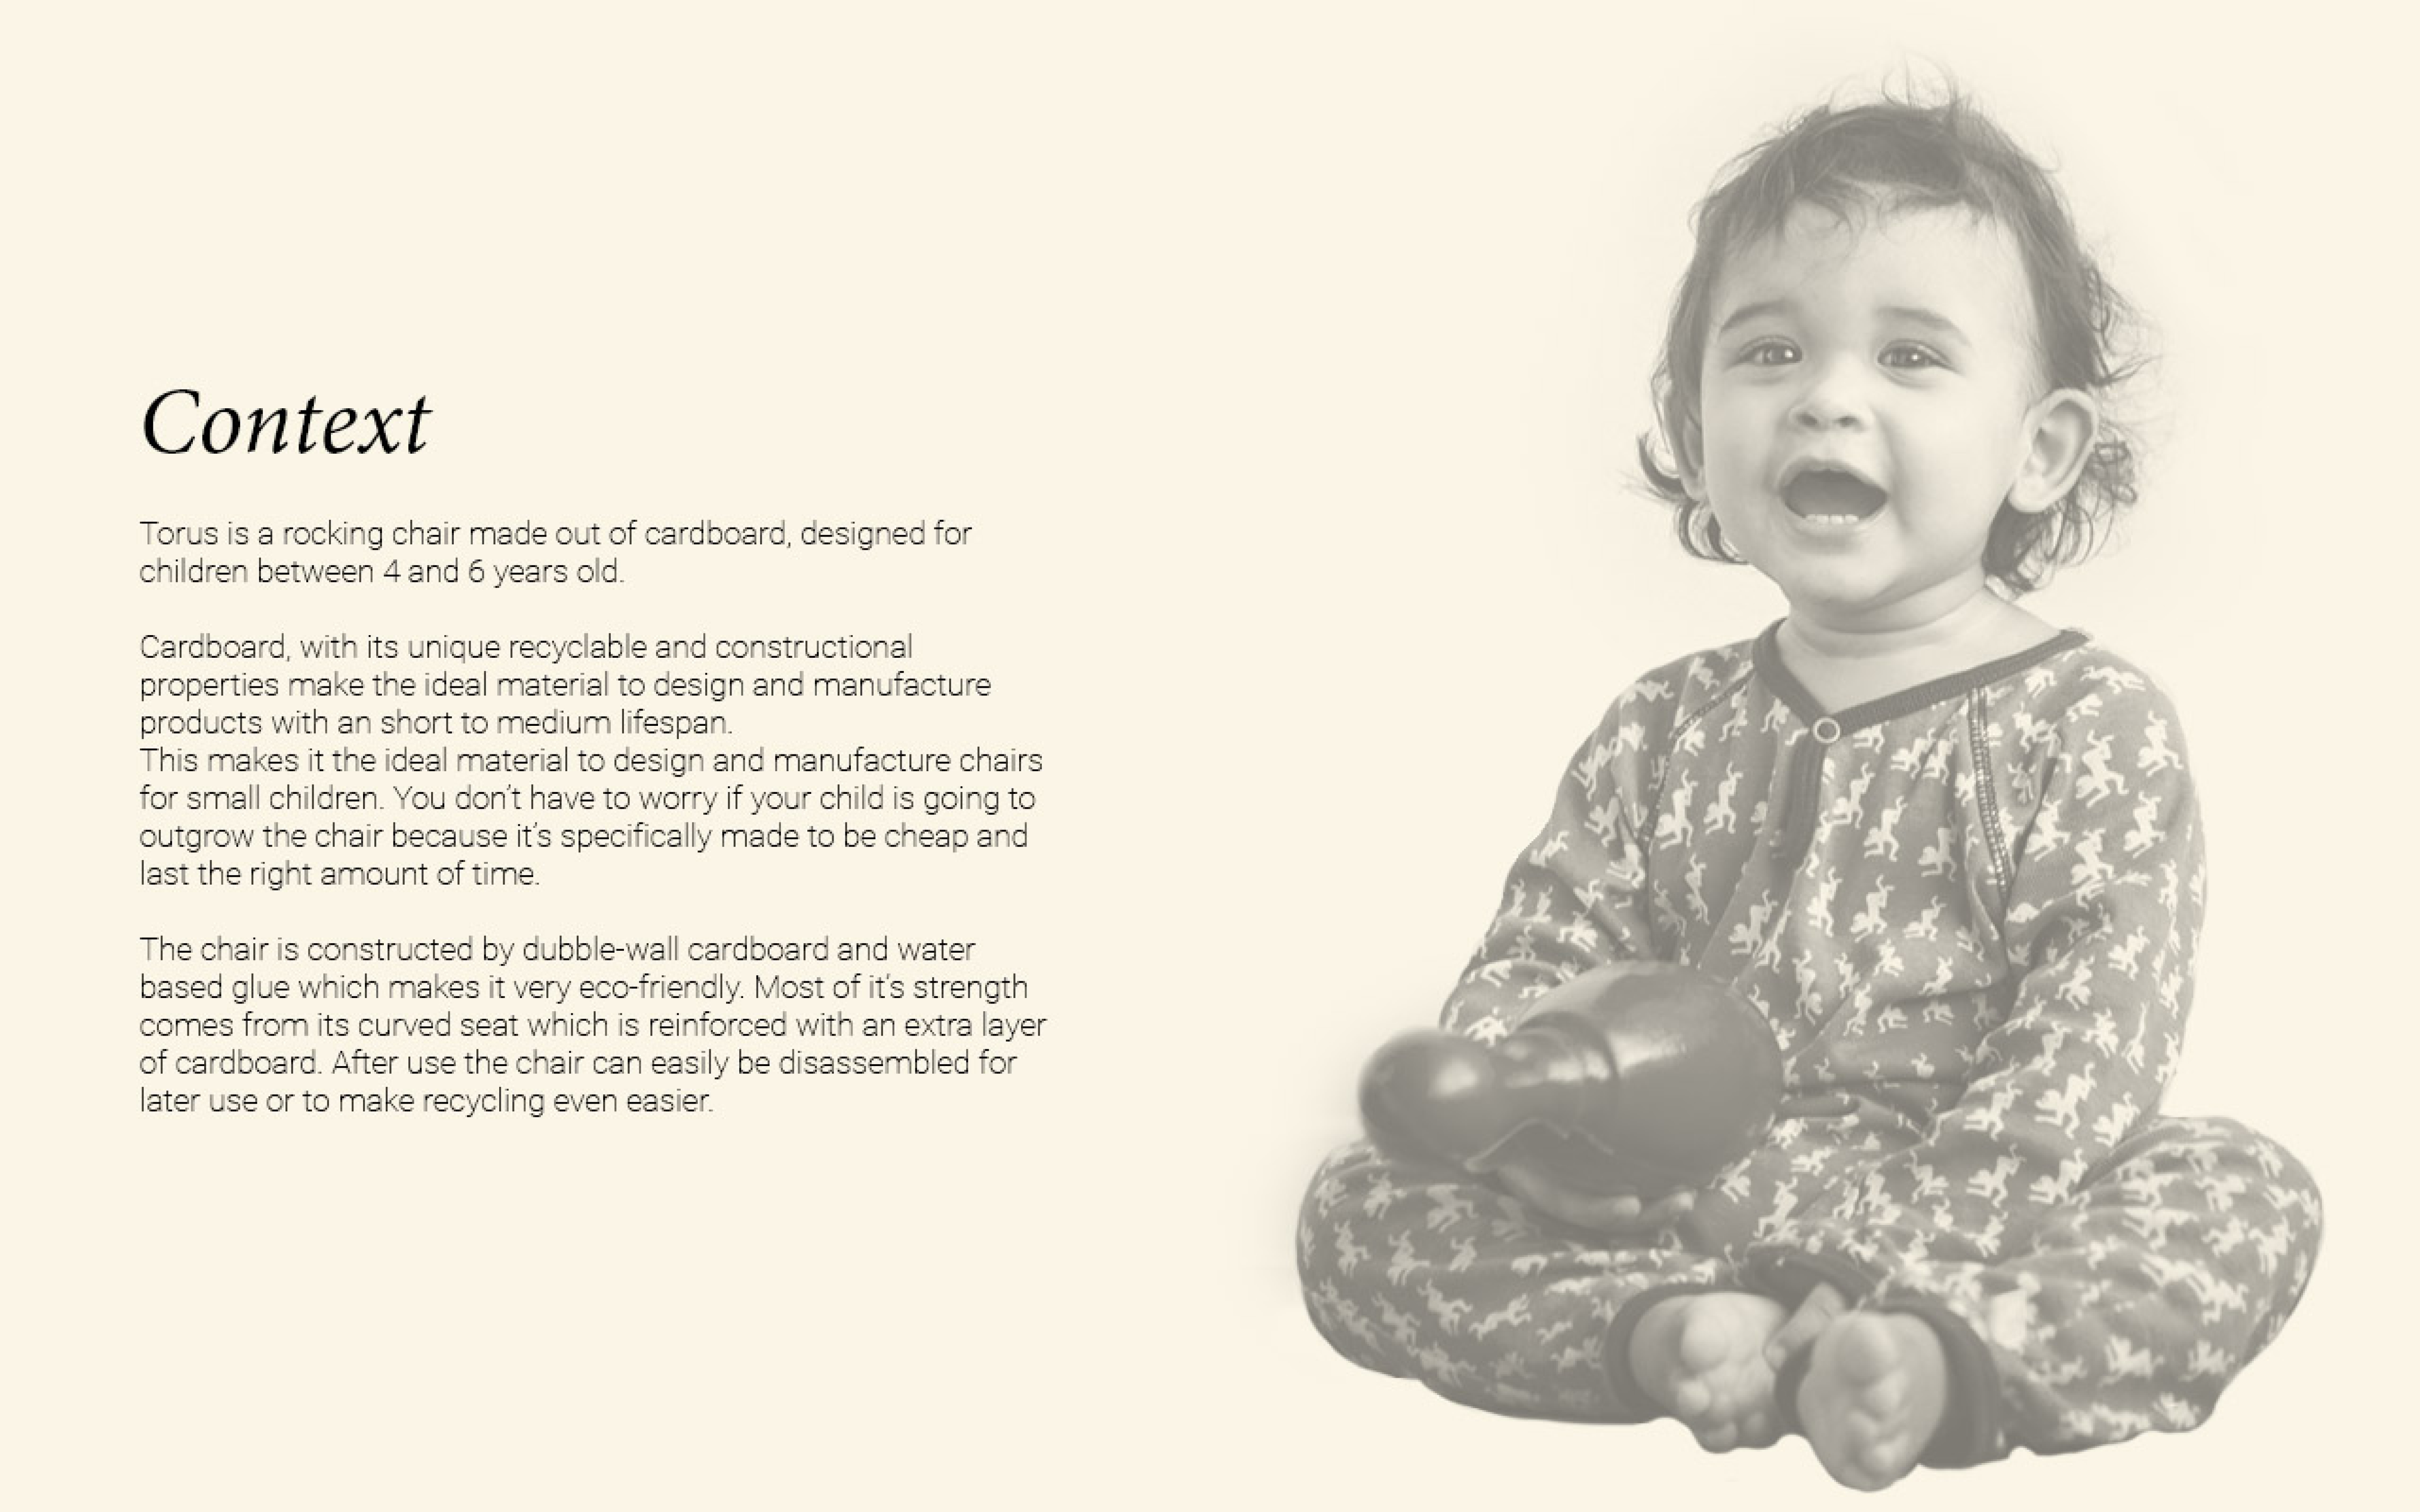 Context
Torus is a rocking chair made out of cardboard, designed for
children between 4 and 6 years old.
Cardboard, with its unique recyclable and constructional
properties make the ideal material to design and manufacture
products with an short to medium lifespan.
This makes it the ideal material to design and manufacture chairs
for small children. You don’t have to worry if your child is going to
outgrow the chair because it’s specifically made to be cheap and
last the right amount of time.
The chair is constructed by dubble-wall cardboard and water
based glue which makes it very eco-friendly. Most of it’s strength
comes from its curved seat which is reinforced with an extra layer
of cardboard. After use the chair can easily be disassembled for
later use or to make recycling even easier.